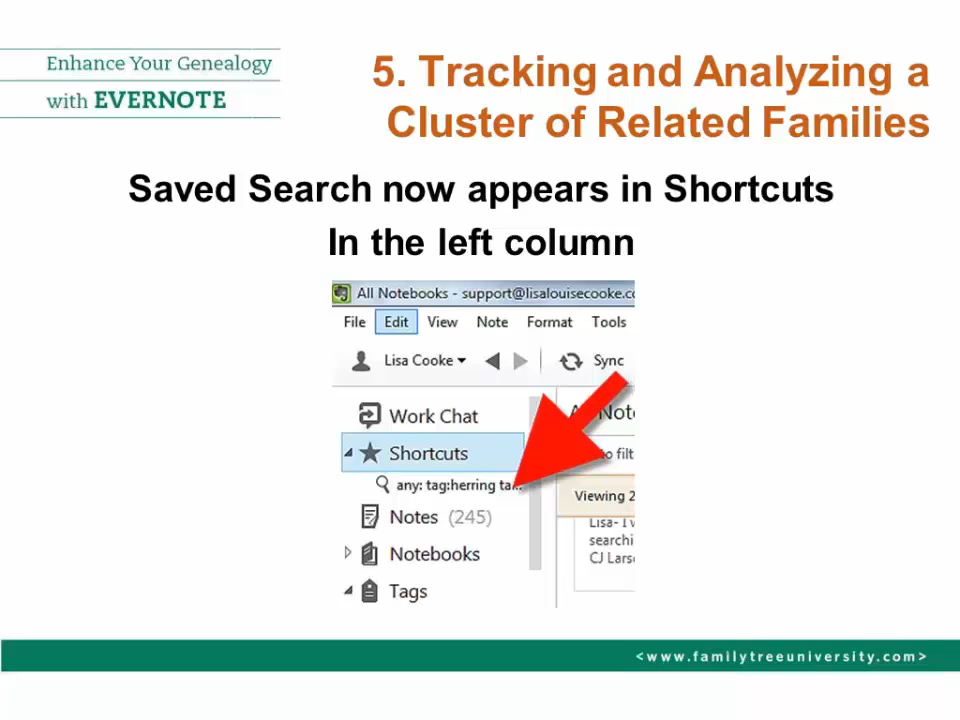 Enhance Your Genealogy
with EVERNOTE
5. Tracking and Analyzing a
Cluster of Related Families
Saved Search now appears in Shortcuts
In the left column
All Notebooks - support@lisalouisecooke.co
File Edit View Note Format Tools
Lisa Cooke Sync
Work Chat
Shortcuts
any: tag:herring ta...
Notes (245)
Notebooks
Tags
Viewing 2
Lisa- I w
searchi
CJ Lars
<www.familytreeuniversity.com>